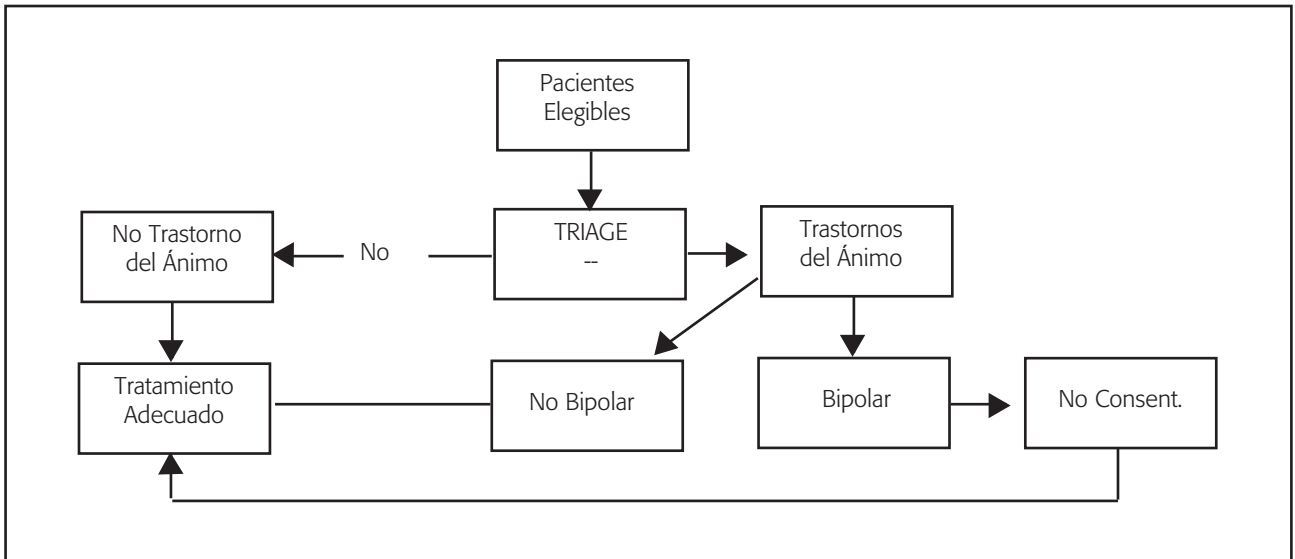 Pacientes
Elegibles
No Trastorno
del Ánimo
No
TRIAGE
--
Trastornos
del Ánimo
Tratamiento
Adecuado
No Bipolar
Bipolar
No Consent.